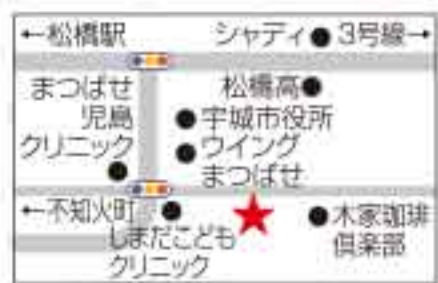 ←松橋駅
シャディ● 3号線→
まつばせ
児島
クリニック
松橋高●
●宇城市役所
●ウイング
まつばせ
←不知火町
しまだこども
クリニック
●木家珈琲
倶楽部